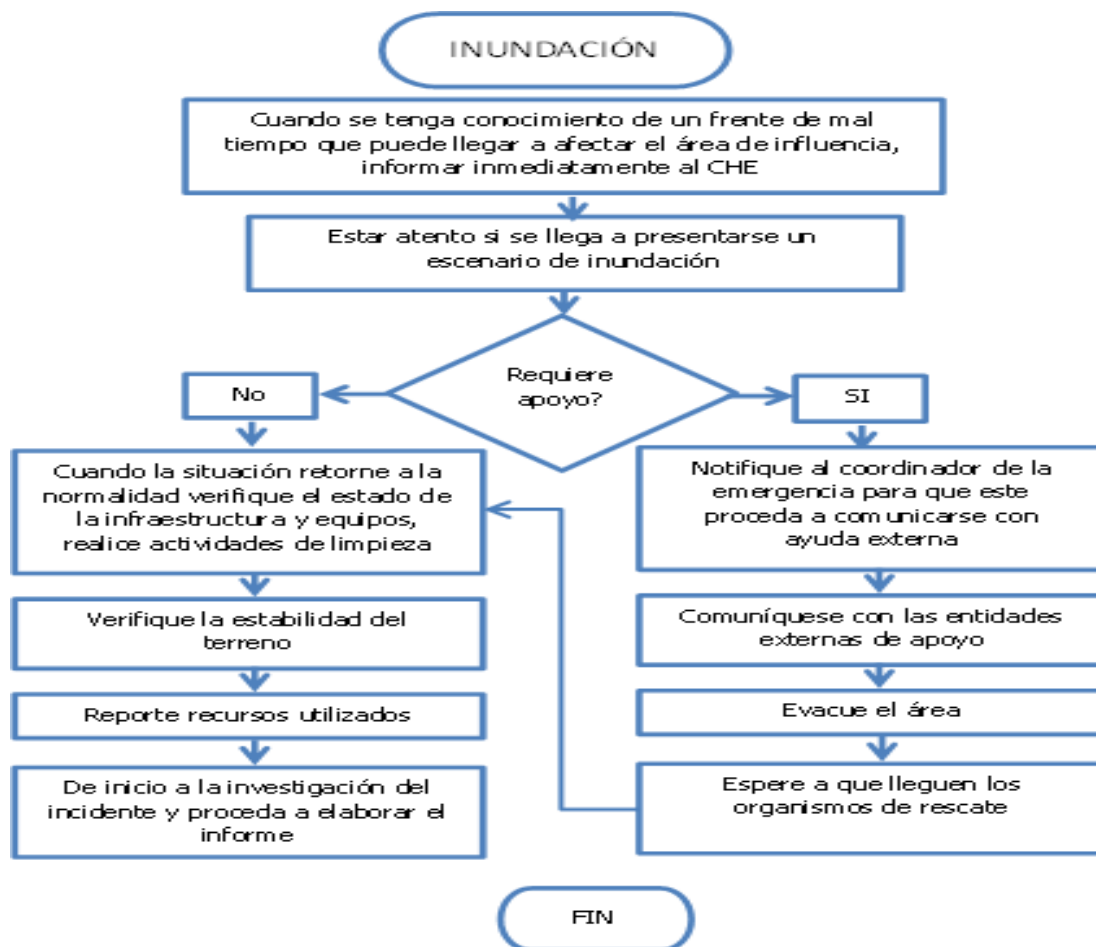 INUNDACIÓN
Cuando se tenga conocimiento de un frente de mal
tiempo que puede llegar a afectar el área de influencia,
informar inmediatamente al CHE
Estar atento si se llega a presentarse un
escenario de inundación
Requiere
apoyo?
No
SI
Cuando la situación retorne a la
normalidad verifique el estado de
la infraestructura y equipos,
realice actividades de limpieza
Verifique la estabilidad del
terreno
Reporte recursos utilizados
De inicio a la investigación del
incidente y proceda a elaborar el
informe
Notifique al coordinador de la
emergencia para que este
proceda a comunicarse con
ayuda externa
Comuníquese con las entidades
externas de apoyo
Evacue el área
Espere a que lleguen los
organismos de rescate
FIN